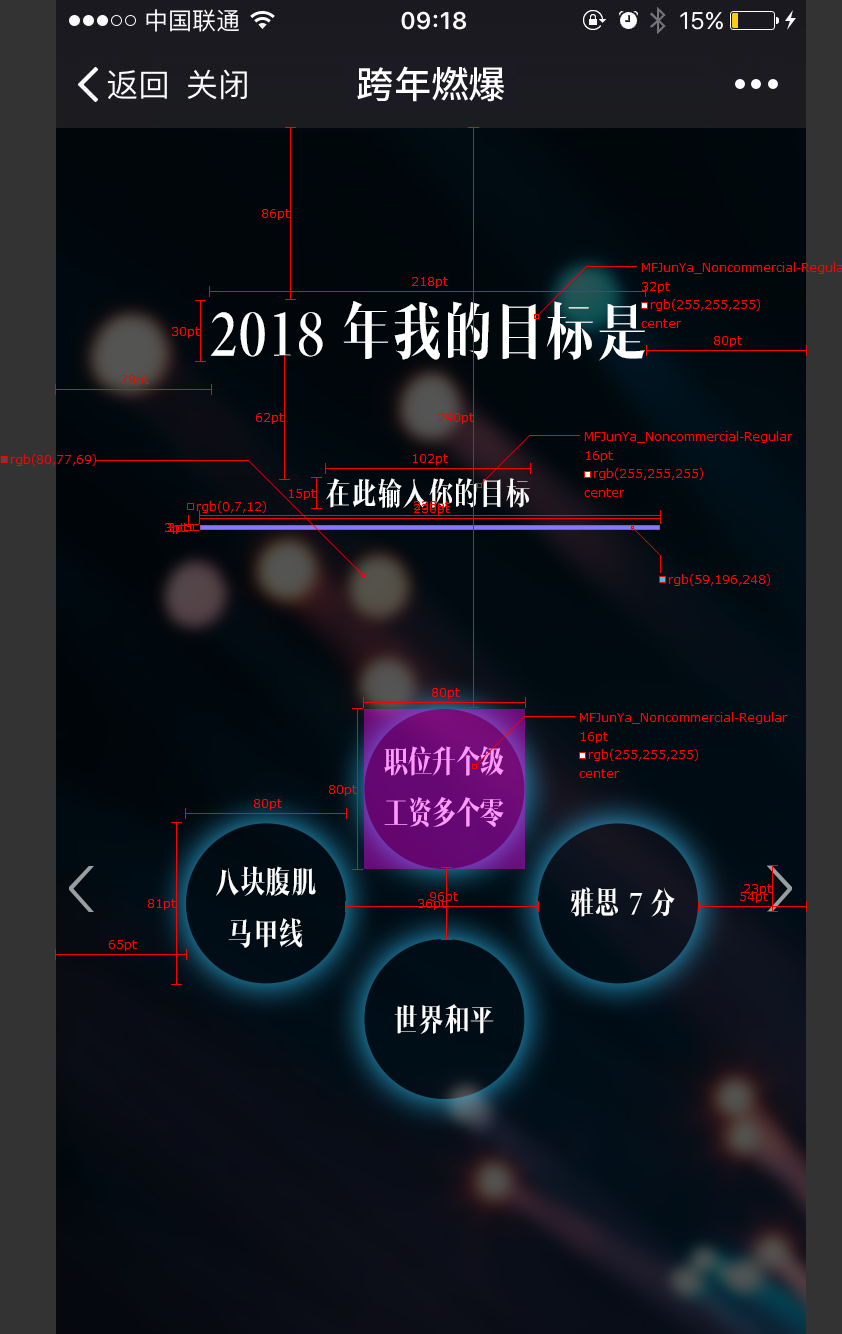 中国联通 09:18 15%
返回 关闭 跨年燃爆
86pt
MFJunYa_Noncommercial-Regula
32pt
rgb(255,255,255)
center
218pt
30pt
2018 年我的目标是
80pt
62pt
MFJunYa_Noncommercial-Regular
16pt
rgb(255,255,255)
center
102pt
rgb(80,77,69)
15pt
在此输入你的目标
rgb(0,7,12)
rgb(59,196,248)
80pt
MFJunYa_Noncommercial-Regular
16pt
rgb(255,255,255)
center
职位升个级
80pt
工资多个零
80pt
八块腹肌
马甲线
81pt
96pt
36pt
雅思 7 分
23pt
54pt
65pt
世界和平